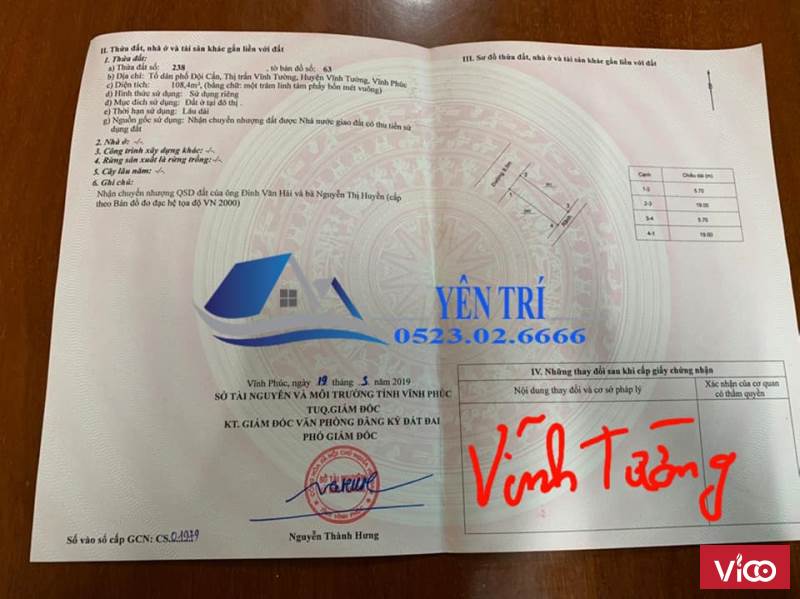 II. Thửa đất, nhà ở và tài sản khác gắn liền với đất
1. Thửa đất:
a) Thửa đất số: 238 , tờ bản đồ số: 63
b) Địa chỉ: Tổ dân phố Đội Cấn, Thị trấn Vĩnh Tường, Huyện Vĩnh Tường, Vĩnh Phúc
c) Diện tích: 108,4m², (bằng chữ: một trăm linh tám phẩy bốn mét vuông)
d) Hình thức sử dụng: Sử dụng riêng
đ) Mục đích sử dụng: Đất ở tại đô thị .
e) Thời hạn sử dụng: Lâu dài
g) Nguồn gốc sử dụng: Nhận chuyển nhượng đất được Nhà nước giao đất có thu tiền sử
dụng đất
2. Nhà ở: -/-.
3. Công trình xây dựng khác: -/-.
4. Rừng sản xuất là rừng trồng: -/-.
5. Cây lâu năm: -/-
6. Ghi chú:
Nhận chuyển nhượng QSD đất của ông Đinh Văn Hải và bà Nguyễn Thị Huyền (cấp
theo Bản đồ đo đạc hệ tọa độ VN 2000)
Vĩnh Phúc, ngày 19 tháng 3 năm 2019
SỞ TÀI NGUYÊN VÀ MÔI TRƯỜNG TỈNH VĨNH PHÚC
TUQ.GIÁM ĐỐC
KT. GIÁM ĐỐC VĂN PHÒNG ĐĂNG KÝ ĐẤT ĐAI
PHÓ GIÁM ĐỐC
Nguyễn Thành Hưng
Số vào sổ cấp GCN: CS.01979
III. Sơ đồ thửa đất, nhà ở và tài sản khác gắn liền với đất
B
1
2
3
4
Cạnh Chiều dài (m)
1-2 5.70
2-3 19.00
3-4 5.70
4-1 19.00
YÊN TRÍ
0523.02.6666
IV. Những thay đổi sau khi cấp giấy chứng nhận
Nội dung thay đổi và cơ sở pháp lý
Xác nhận của cơ quan
có thẩm quyền
Vĩnh Tường
ViCO